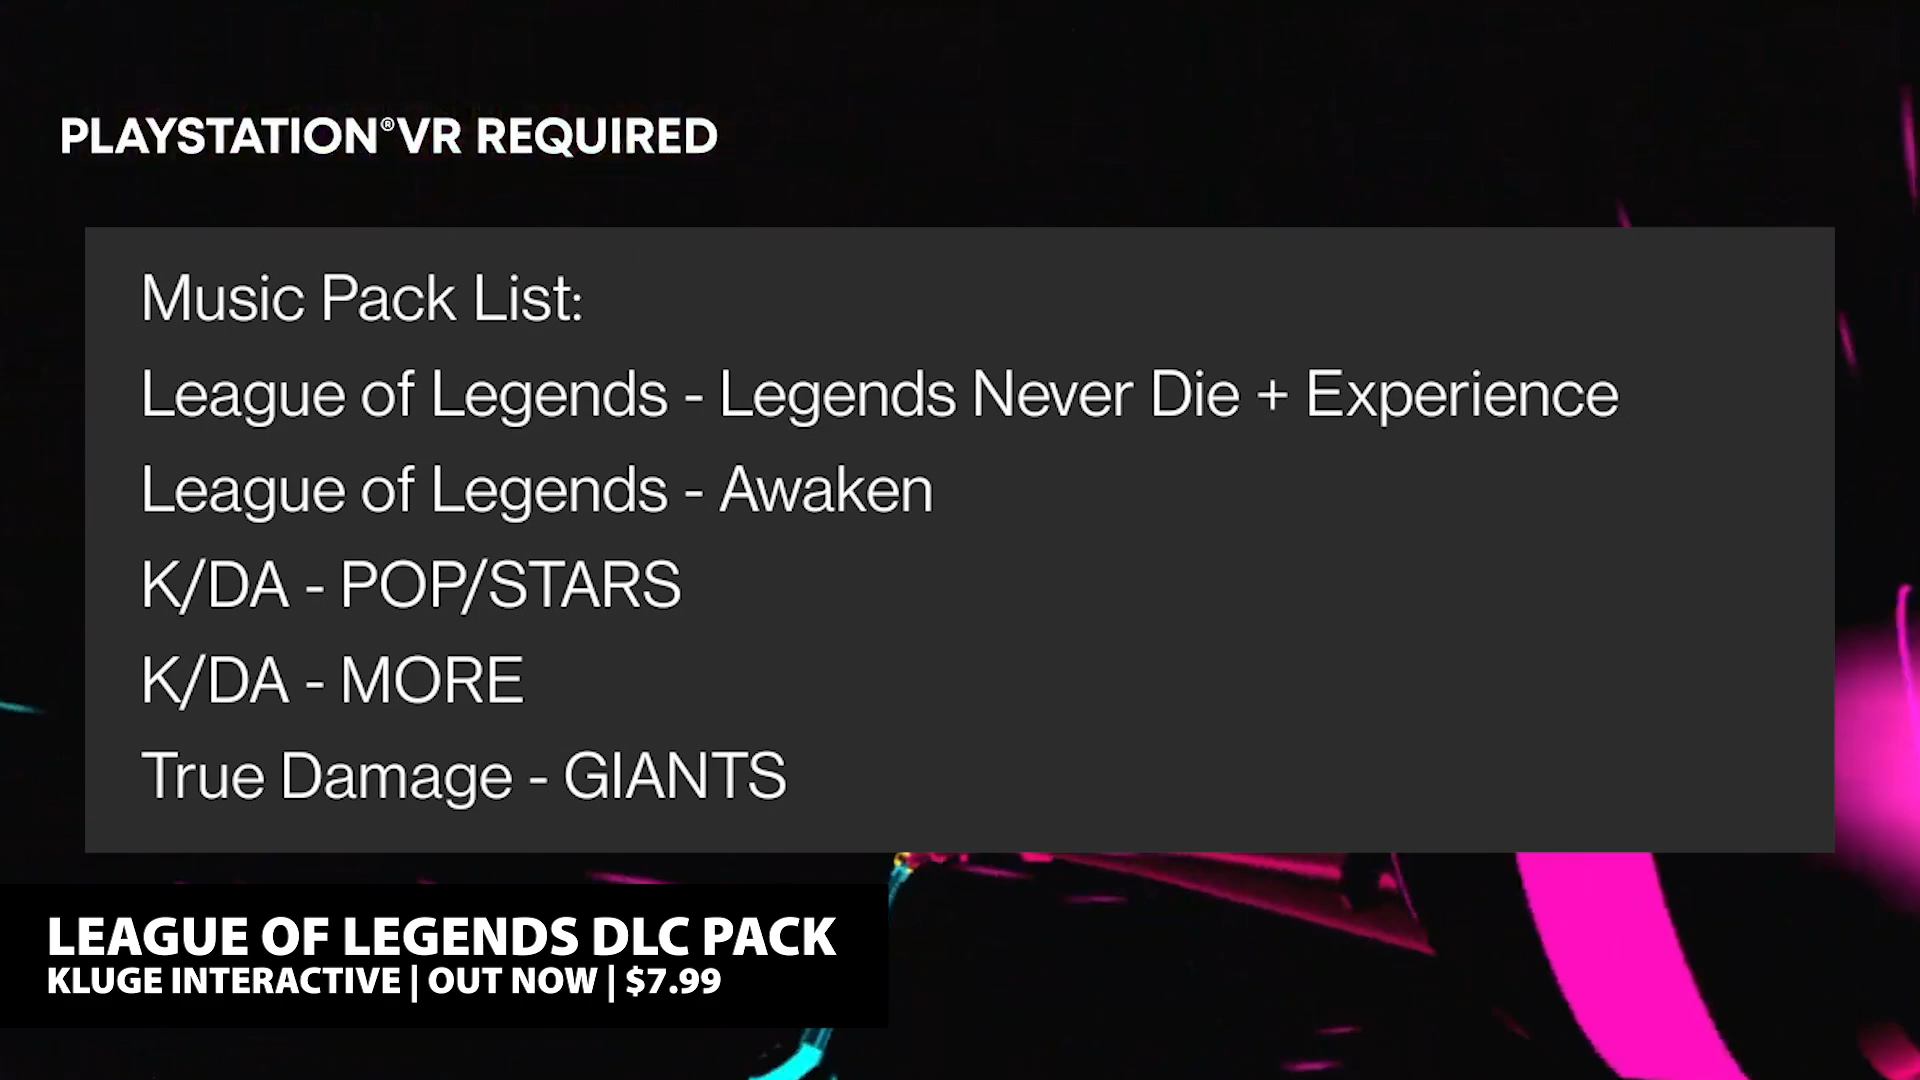 PLAYSTATION®VR REQUIRED
Music Pack List:
League of Legends - Legends Never Die + Experience
League of Legends - Awaken
K/DA - POP/STARS
K/DA - MORE
True Damage - GIANTS
LEAGUE OF LEGENDS DLC PACK
KLUGE INTERACTIVE | OUT NOW | $7.99